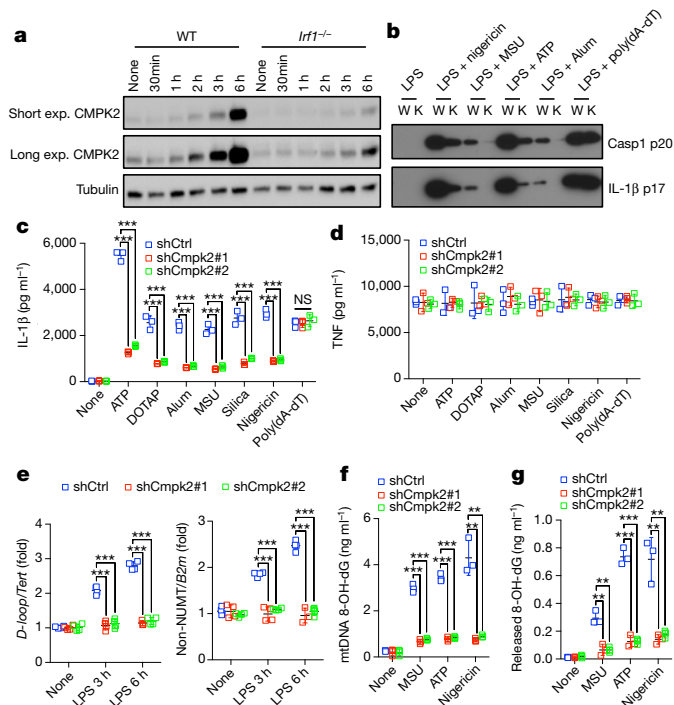 a
WT
Irf1–/–
None
30min
1 h
2 h
3 h
6 h
None
30min
1 h
2 h
3 h
6 h
Short exp. CMPK2
Long exp. CMPK2
Tubulin
b
LPS
LPS + nigericin
LPS + MSU
LPS + ATP
LPS + Alum
LPS + poly(dA-dT)
W K W K W K W K W K W K
Casp1 p20
IL-1β p17
c
shCtrl
shCmpk2#1
shCmpk2#2
IL-1β (pg ml–1)
6,000
4,000
2,000
0
***
***
***
***
***
***
***
***
***
***
***
***
NS
None
ATP
DOTAP
Alum
MSU
Silica
Nigericin
Poly(dA-dT)
d
shCtrl
shCmpk2#1
shCmpk2#2
TNF (pg ml–1)
15,000
10,000
5,000
0
None
ATP
DOTAP
Alum
MSU
Silica
Nigericin
Poly(dA-dT)
e
shCtrl
shCmpk2#1
shCmpk2#2
D-loop/Tert (fold)
4
3
2
1
0
***
***
***
***
None
LPS 3 h
LPS 6 h
Non-NUMT/B2m (fold)
3
2
1
0
***
***
***
***
None
LPS 3 h
LPS 6 h
f
shCtrl
shCmpk2#1
shCmpk2#2
mtDNA 8-OH-dG (ng ml–1)
6
4
2
0
***
***
***
***
**
**
None
MSU
ATP
Nigericin
g
shCtrl
shCmpk2#1
shCmpk2#2
Released 8-OH-dG (ng ml–1)
1.0
0.8
0.6
0.4
0.2
0
**
**
***
***
**
**
None
MSU
ATP
Nigericin